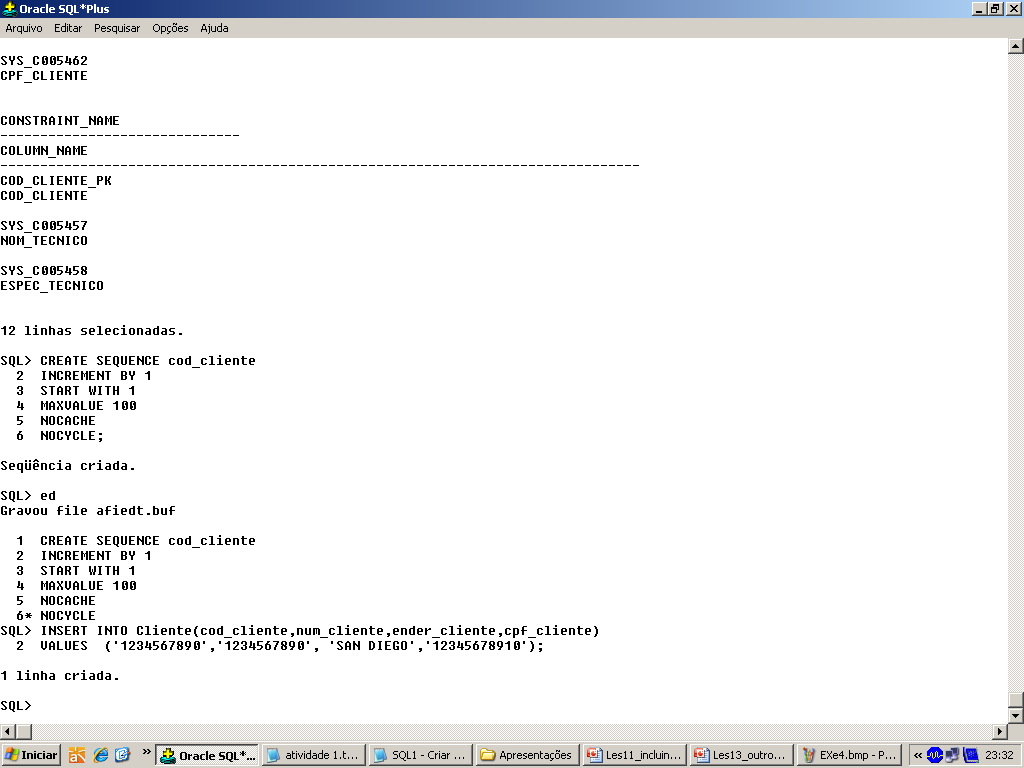 Oracle SQL*Plus
Arquivo Editar Pesquisar Opções Ajuda
SYS_C005462
CPF_CLIENTE
CONSTRAINT_NAME
------------------------------
COLUMN_NAME
--------------------------------------------------------------------------------
COD_CLIENTE_PK
COD_CLIENTE
SYS_C005457
NOM_TECNICO
SYS_C005458
ESPEC_TECNICO
12 linhas selecionadas.
SQL> CREATE SEQUENCE cod_cliente
2 INCREMENT BY 1
3 START WITH 1
4 MAXVALUE 100
5 NOCACHE
6 NOCYCLE;
Seqüência criada.
SQL> ed
Gravou file afiedt.buf
1 CREATE SEQUENCE cod_cliente
2 INCREMENT BY 1
3 START WITH 1
4 MAXVALUE 100
5 NOCACHE
6* NOCYCLE
SQL> INSERT INTO Cliente(cod_cliente,num_cliente,ender_cliente,cpf_cliente)
2 VALUES ('1234567890','1234567890', 'SAN DIEGO','12345678910');
1 linha criada.
SQL>
Iniciar » Oracle SQL*... atividade 1.t... SQL1 - Criar ... Apresentações Les11_incluin... Les13_outro... EXe4.bmp - P... « 23:32